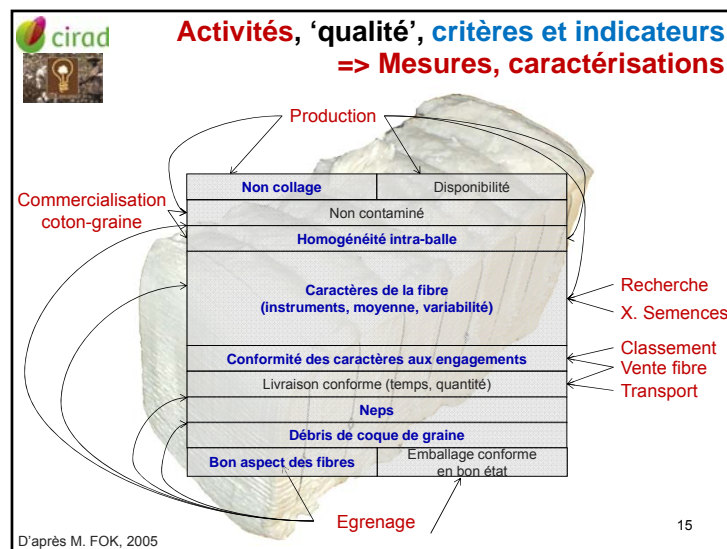 cirad
Activités, ‘qualité’, critères et indicateurs
=> Mesures, caractérisations
Production
Non collage
Disponibilité
Commercialisation
coton-graine
Non contaminé
Homogénéité intra-balle
Caractères de la fibre
(instruments, moyenne, variabilité)
Recherche
X. Semences
Conformité des caractères aux engagements
Classement
Livraison conforme (temps, quantité)
Vente fibre
Transport
Neps
Débris de coque de graine
Bon aspect des fibres
Emballage conforme
en bon état
Egrenage
D'après M. FOK, 2005
15